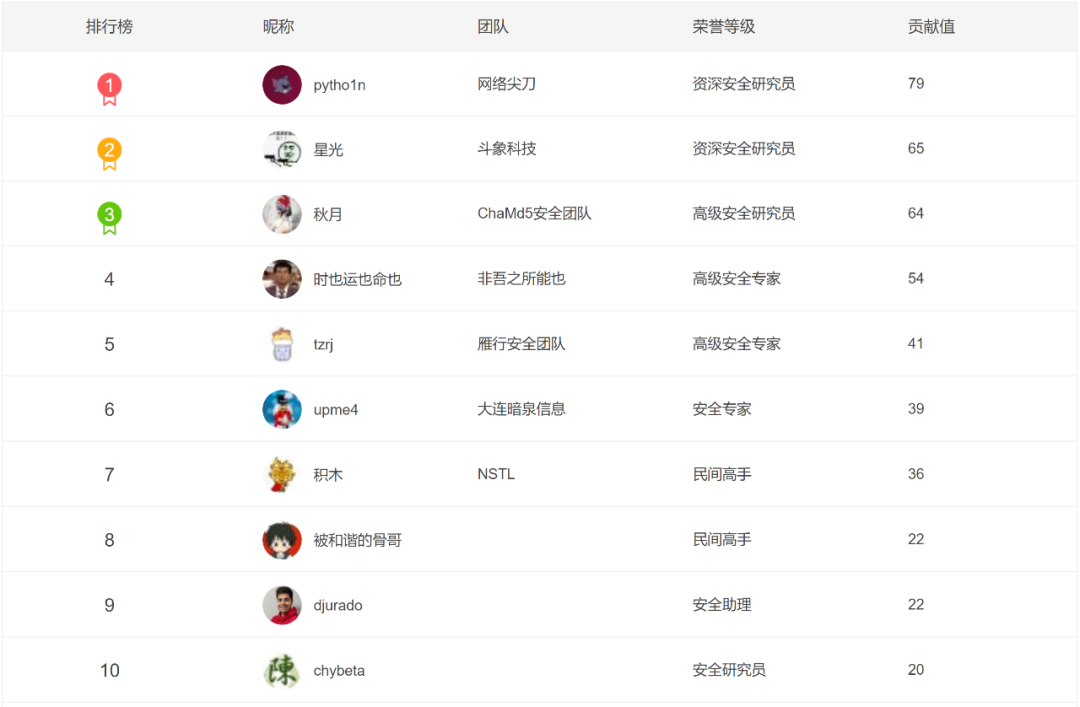 排行榜 昵称 团队 荣誉等级 贡献值
1 pytho1n 网络尖刀 资深安全研究员 79
2 星光 斗象科技 资深安全研究员 65
3 秋月 ChaMd5安全团队 高级安全研究员 64
4 时也运也命也 非吾之所能也 高级安全专家 54
5 tzrj 雁行安全团队 高级安全专家 41
6 upme4 大连暗泉信息 安全专家 39
7 积木 NSTL 民间高手 36
8 被和谐的骨哥 民间高手 22
9 djurado 安全助理 22
10 陳 chybeta 安全研究员 20